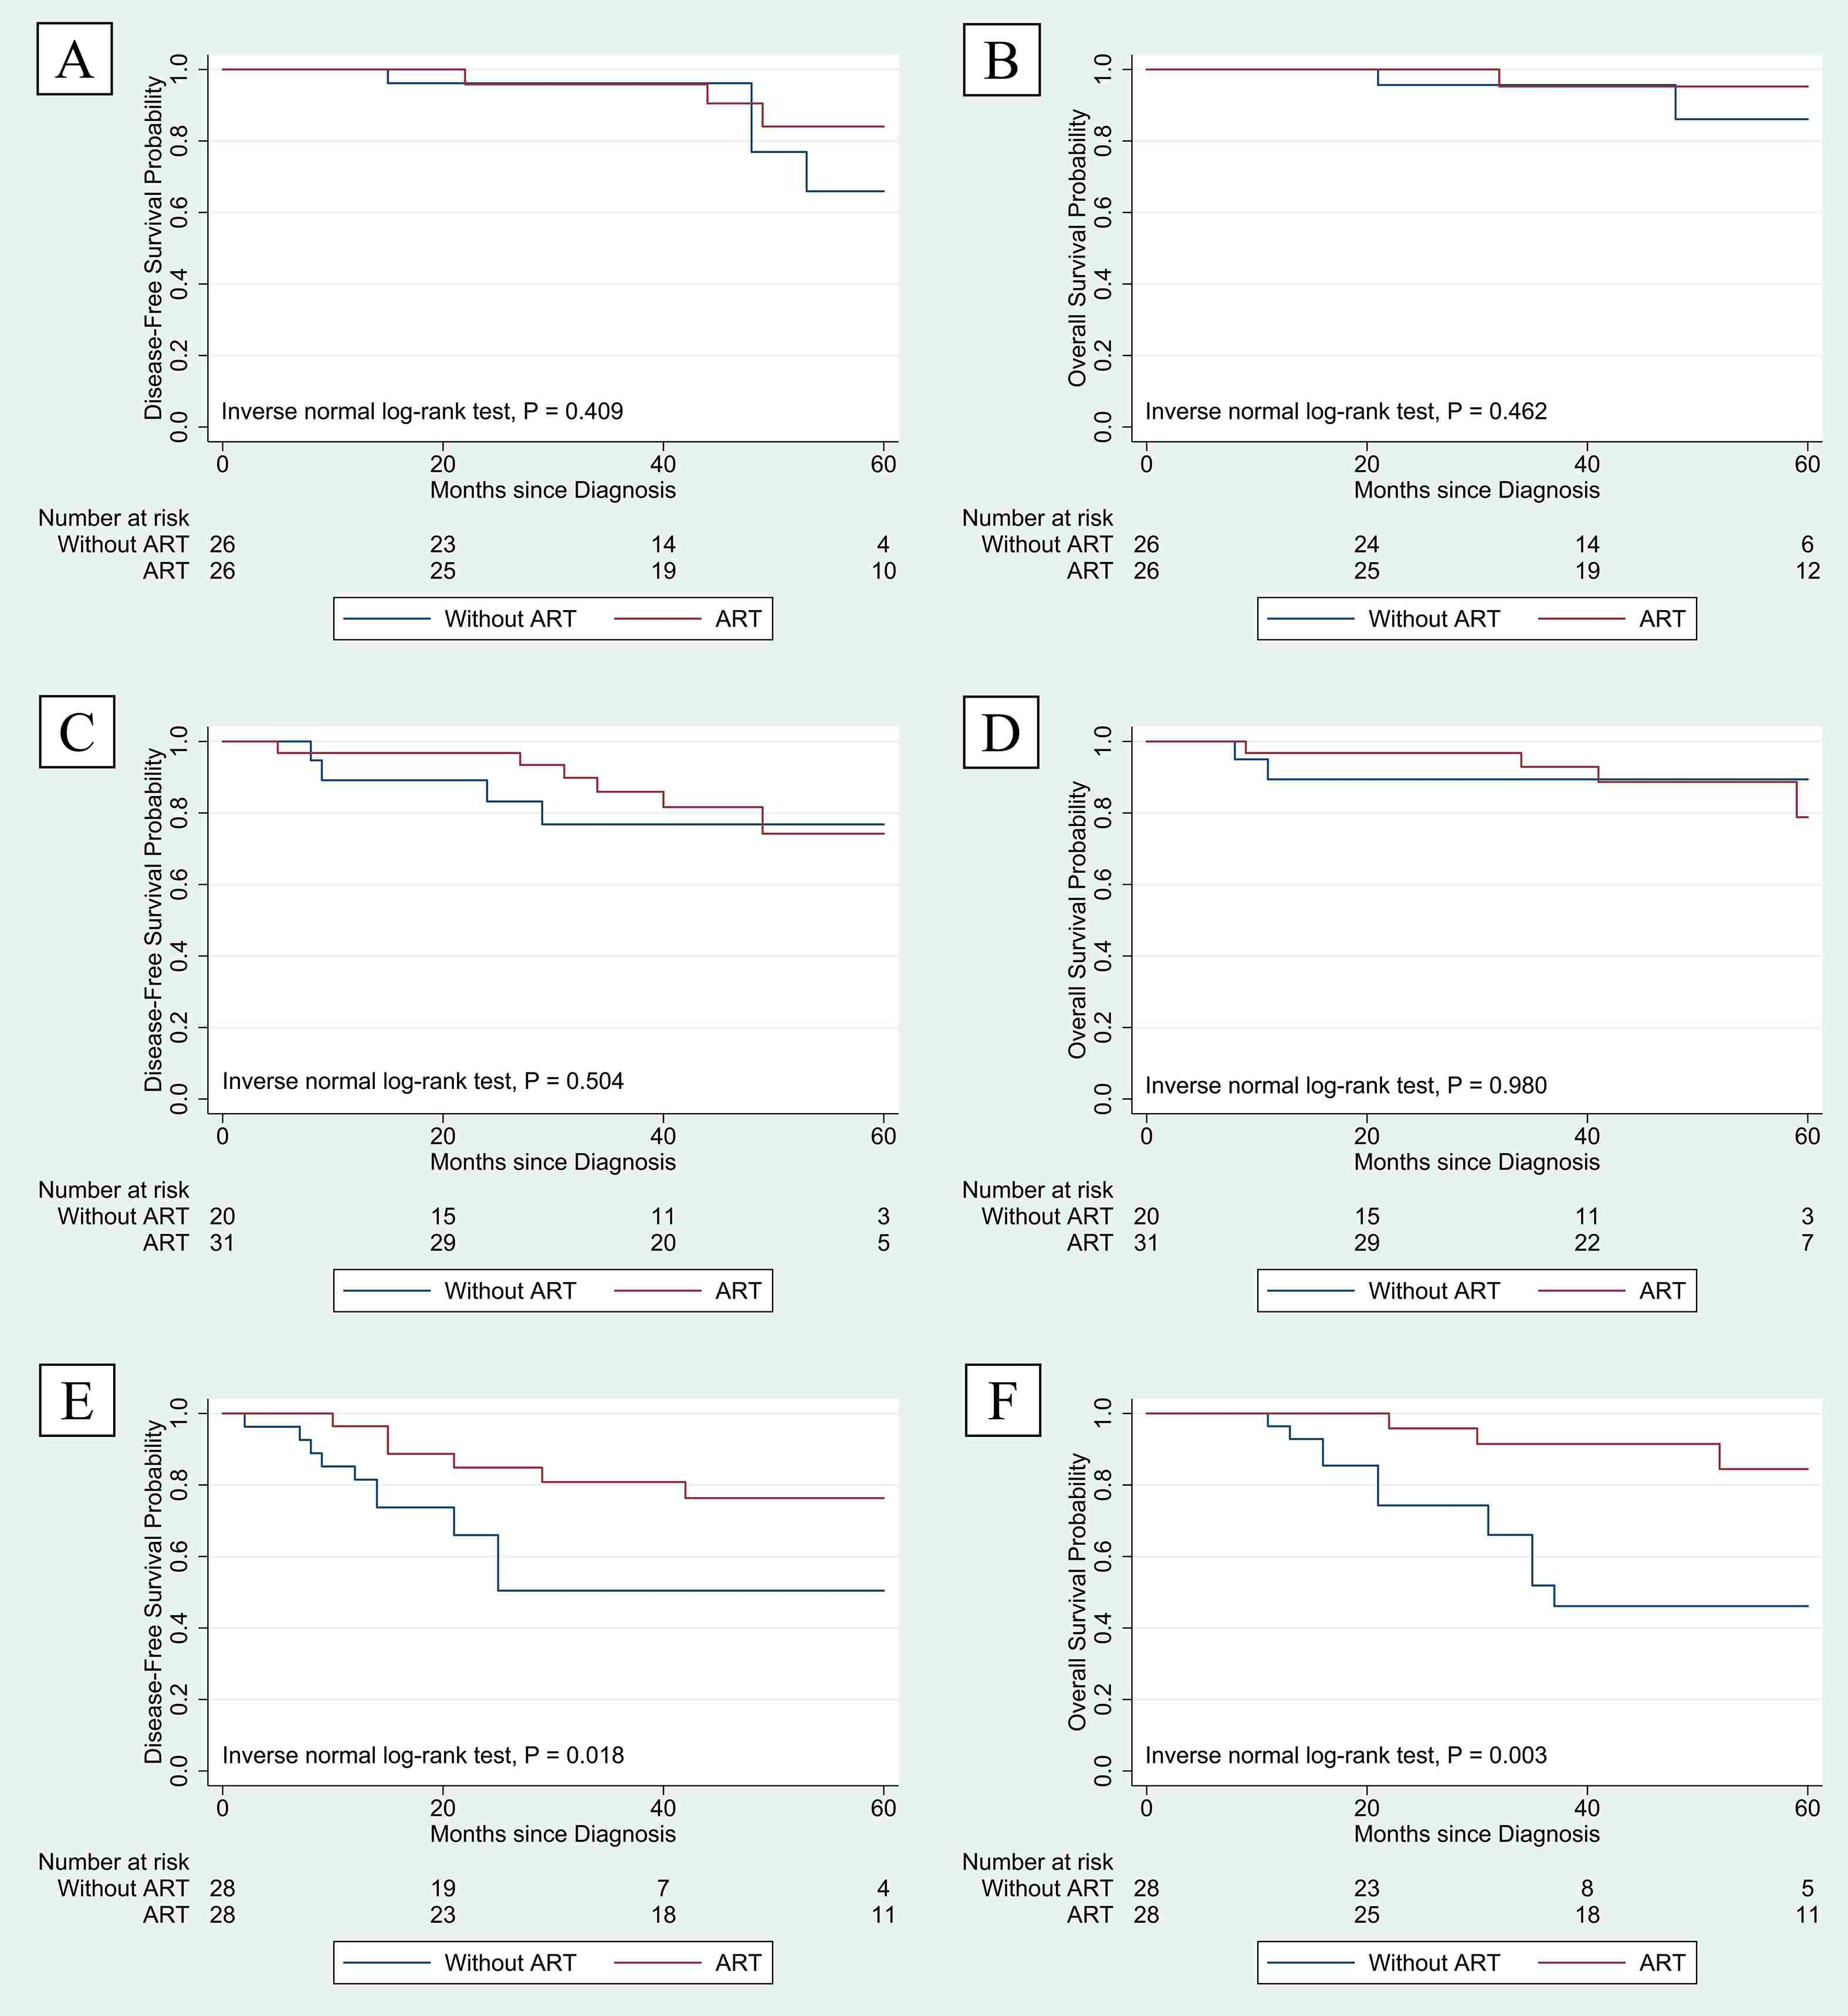 A
Disease-Free Survival Probability
1.0
0.8
0.6
0.4
0.2
0.0
Inverse normal log-rank test, P = 0.409
0 20 40 60
Months since Diagnosis
Number at risk
Without ART 26 23 14 4
ART 26 25 19 10
Without ART ART
B
Overall Survival Probability
1.0
0.8
0.6
0.4
0.2
0.0
Inverse normal log-rank test, P = 0.462
0 20 40 60
Months since Diagnosis
Number at risk
Without ART 26 24 14 6
ART 26 25 19 12
Without ART ART
C
Disease-Free Survival Probability
1.0
0.8
0.6
0.4
0.2
0.0
Inverse normal log-rank test, P = 0.504
0 20 40 60
Months since Diagnosis
Number at risk
Without ART 20 15 11 3
ART 31 29 20 5
Without ART ART
D
Overall Survival Probability
1.0
0.8
0.6
0.4
0.2
0.0
Inverse normal log-rank test, P = 0.980
0 20 40 60
Months since Diagnosis
Number at risk
Without ART 20 15 11 3
ART 31 29 22 7
Without ART ART
E
Disease-Free Survival Probability
1.0
0.8
0.6
0.4
0.2
0.0
Inverse normal log-rank test, P = 0.018
0 20 40 60
Months since Diagnosis
Number at risk
Without ART 28 19 7 4
ART 28 23 18 11
Without ART ART
F
Overall Survival Probability
1.0
0.8
0.6
0.4
0.2
0.0
Inverse normal log-rank test, P = 0.003
0 20 40 60
Months since Diagnosis
Number at risk
Without ART 28 23 8 5
ART 28 25 18 11
Without ART ART